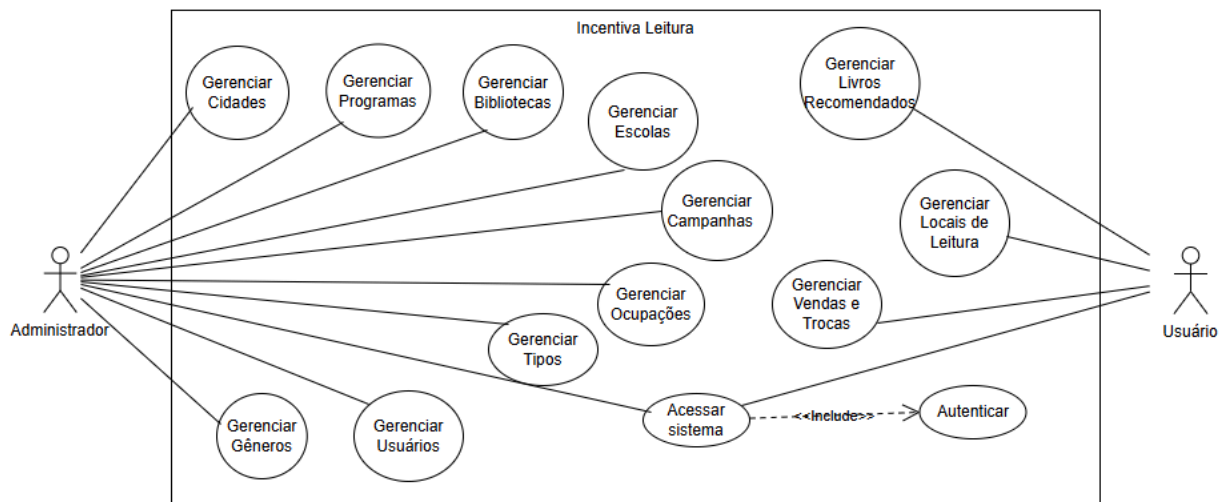 Incentiva Leitura
Gerenciar
Cidades
Gerenciar
Programas
Gerenciar
Bibliotecas
Gerenciar
Escolas
Gerenciar
Livros
Recomendados
Gerenciar
Campanhas
Gerenciar
Locais de
Leitura
Administrador
Usuário
Gerenciar
Ocupações
Gerenciar
Vendas e
Trocas
Gerenciar
Tipos
Gerenciar
Gêneros
Gerenciar
Usuários
Acessar
sistema
<<Include>>
Autenticar